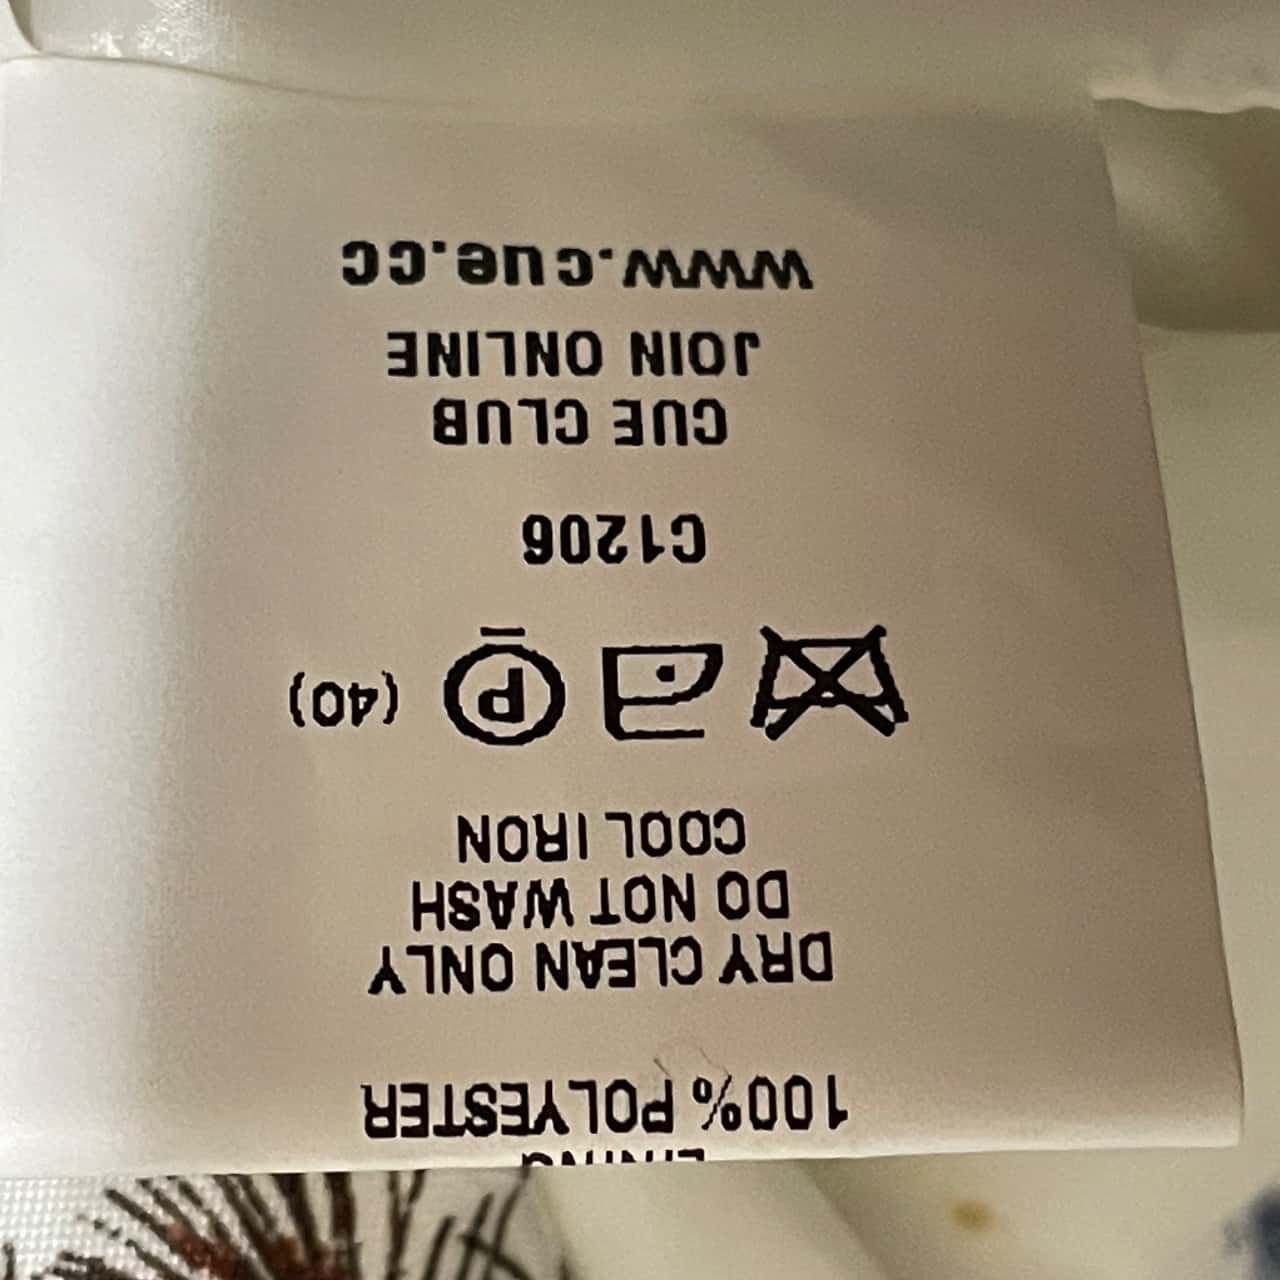 LINING
100% POLYESTER
DRY CLEAN ONLY
DO NOT WASH
COOL IRON
P (40)
C1206
CUE CLUB
JOIN ONLINE
www.cue.cc